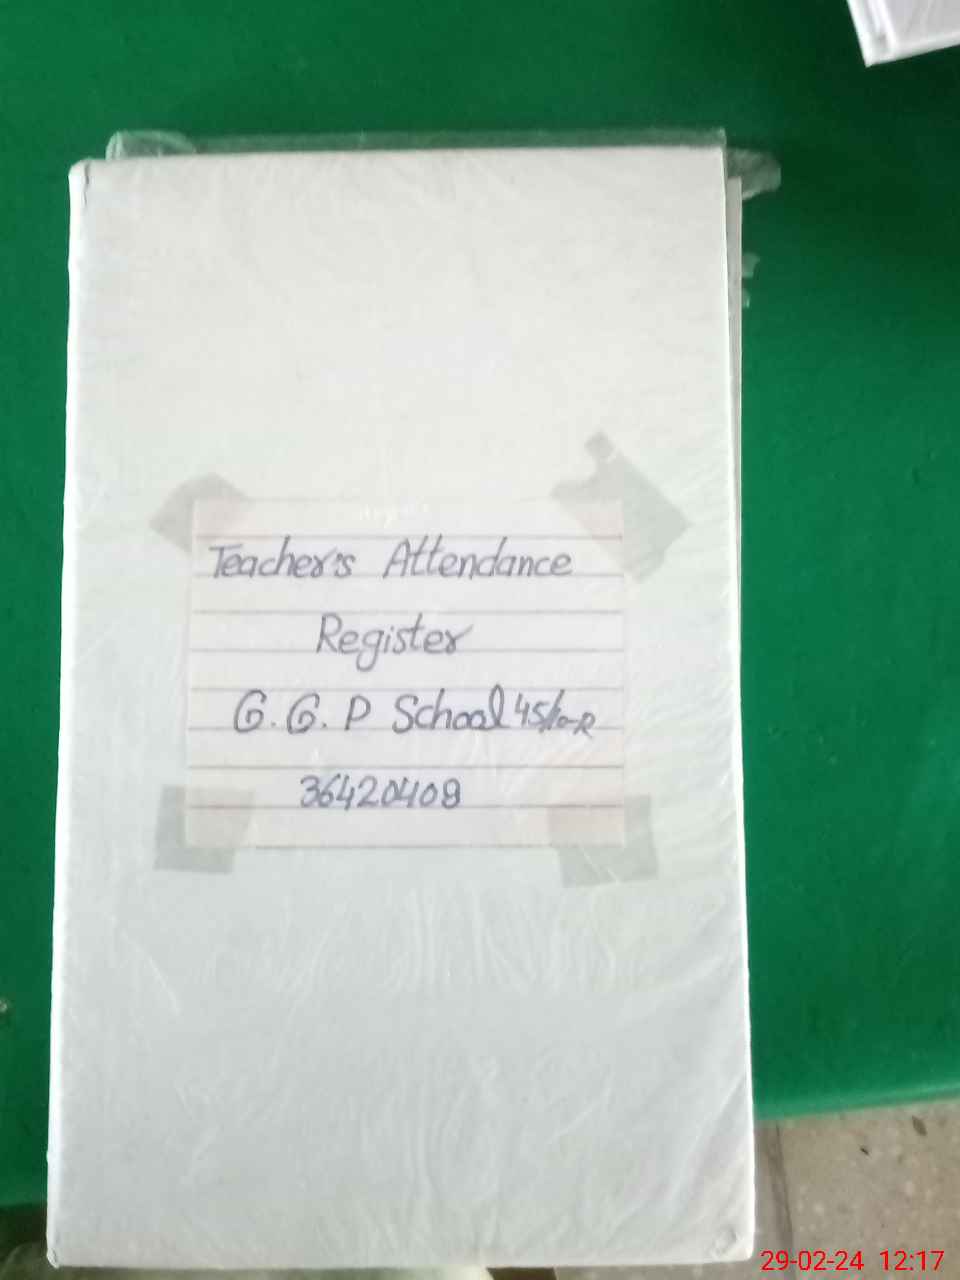 Teacher's Attendance
Register
G.G.P School 45/10-R
36420408
29-02-24 12:17